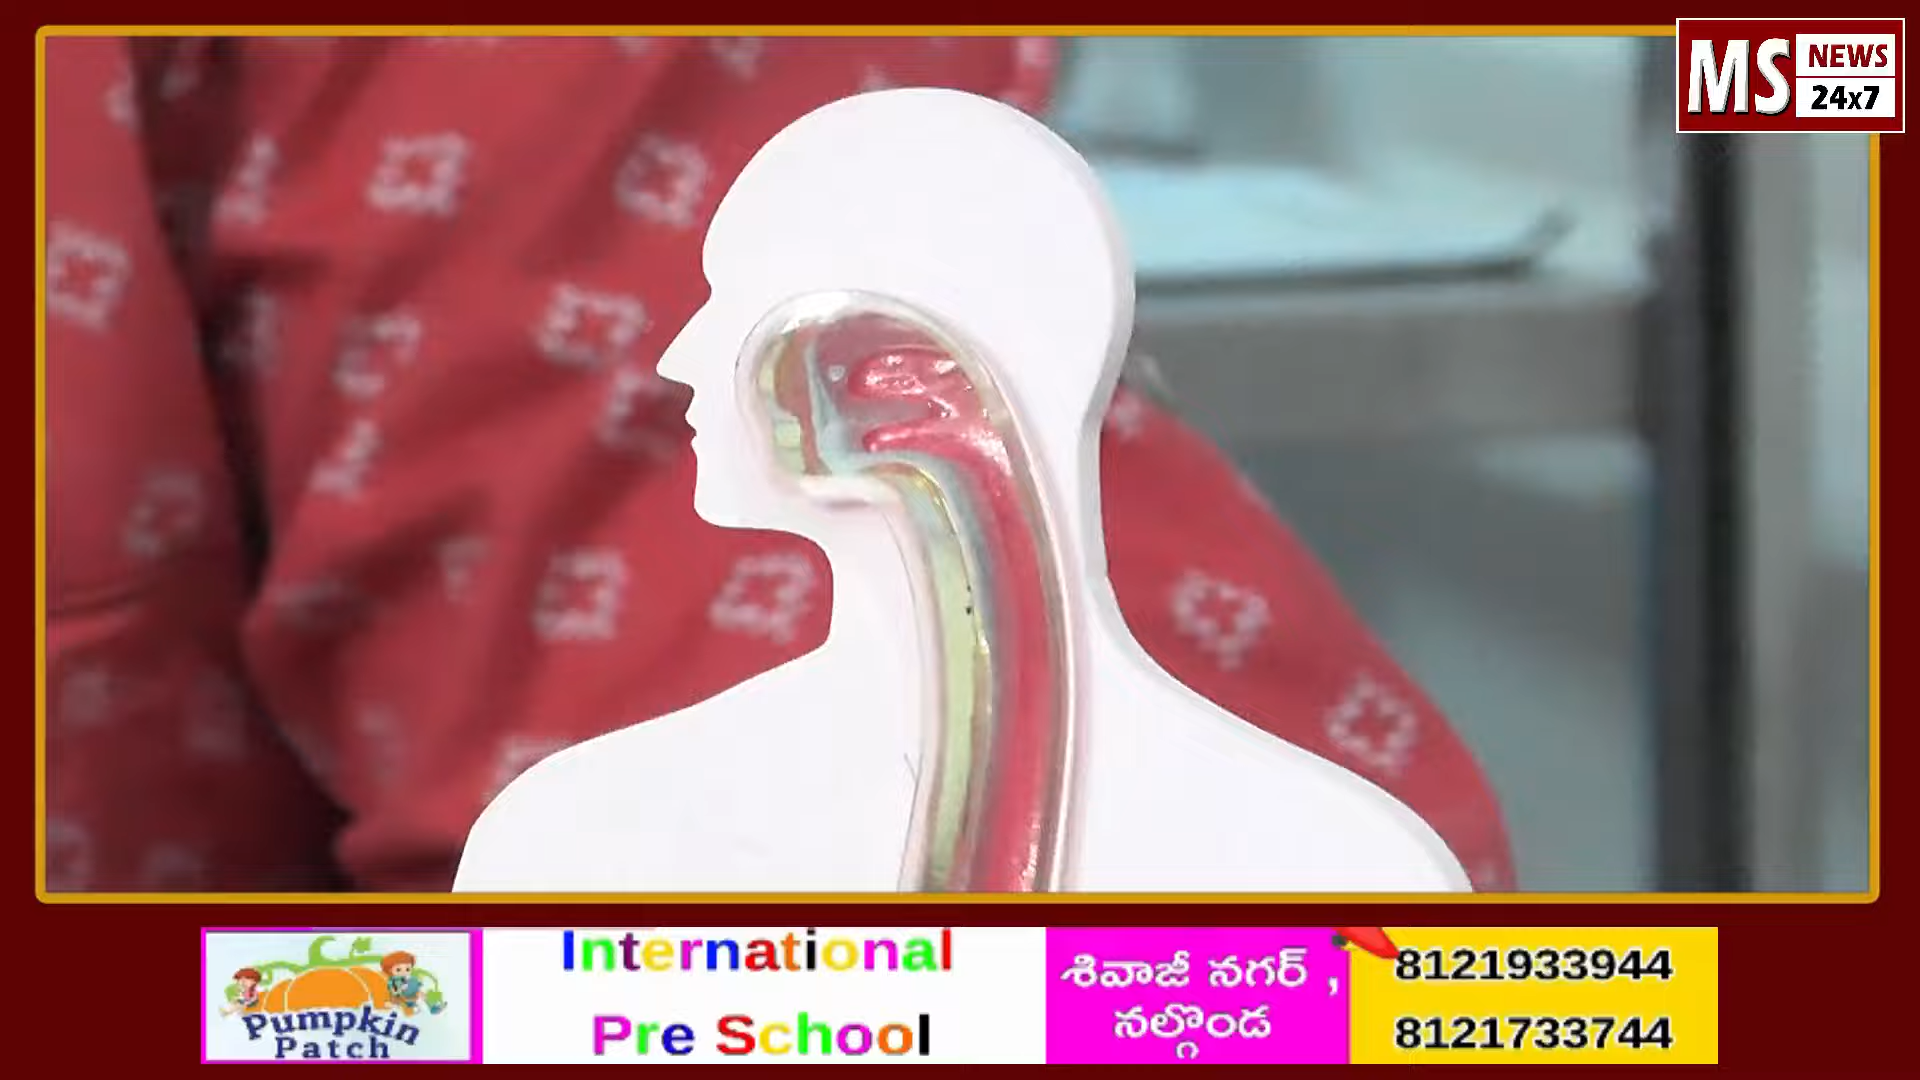 MS NEWS
24x7
Pumpkin
Patch
International
Pre School
శివాజీ నగర్ ,
నల్గొండ
8121933944
8121733744